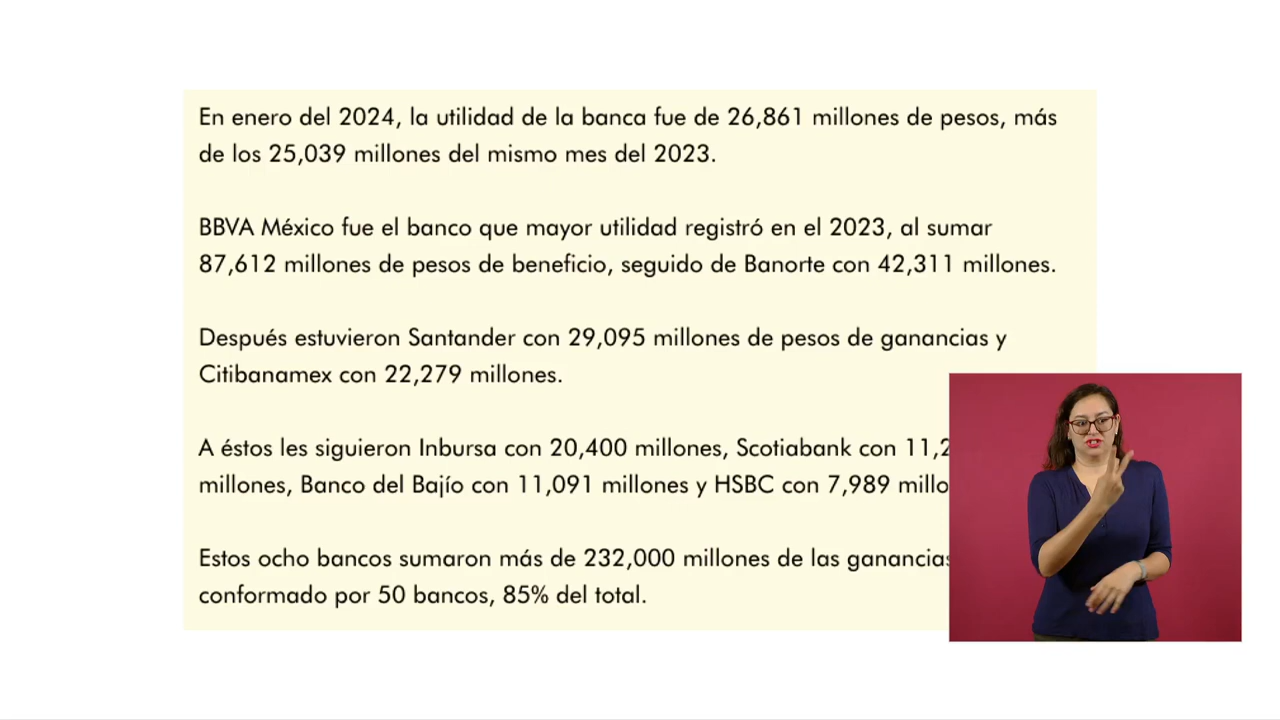 En enero del 2024, la utilidad de la banca fue de 26,861 millones de pesos, más
de los 25,039 millones del mismo mes del 2023.
BBVA México fue el banco que mayor utilidad registró en el 2023, al sumar
87,612 millones de pesos de beneficio, seguido de Banorte con 42,311 millones.
Después estuvieron Santander con 29,095 millones de pesos de ganancias y
Citibanamex con 22,279 millones.
A éstos les siguieron Inbursa con 20,400 millones, Scotiabank con
millones, Banco del Bajío con 11,091 millones y HSBC con 7,989
Estos ocho bancos sumaron más de 232,000 millones de las
conformado por 50 bancos, 85% del total.